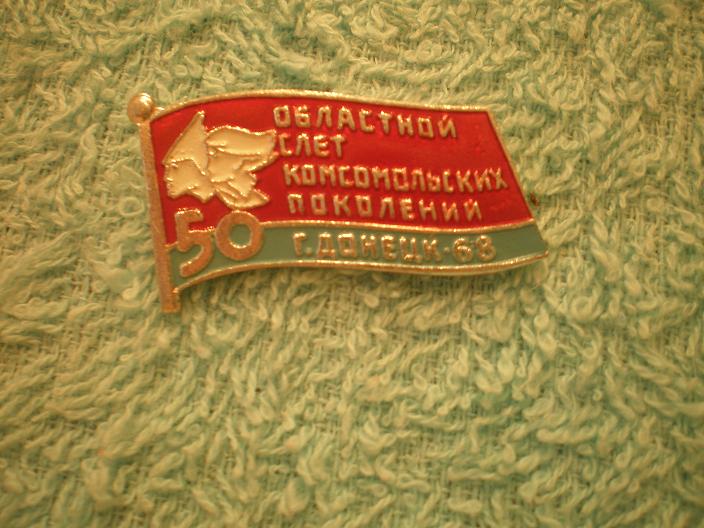 ОБЛАСТНОЙ
СЛЕТ
КОМСОМОЛЬСКИХ
ПОКОЛЕНИЙ
50 Г. ДОНЕЦК-68